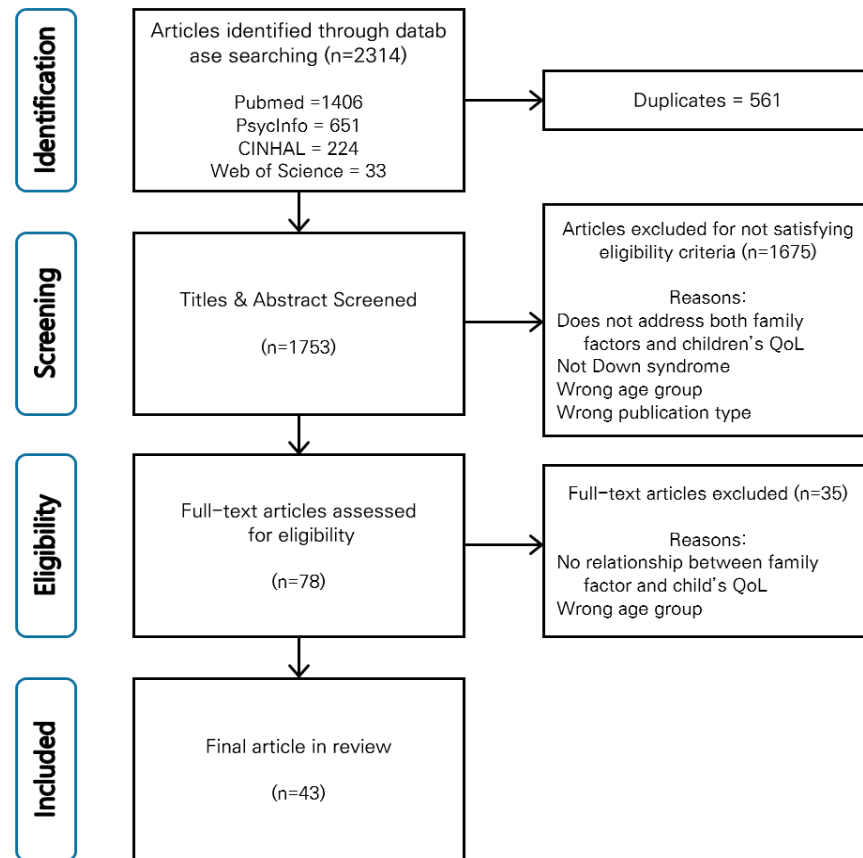 Identification
Articles identified through datab
ase searching (n=2314)
Pubmed =1406
PsycInfo = 651
CINHAL = 224
Web of Science = 33
Duplicates = 561
Screening
Titles & Abstract Screened
(n=1753)
Articles excluded for not satisfying
eligibility criteria (n=1675)
Reasons:
Does not address both family
factors and children's QoL
Not Down syndrome
Wrong age group
Wrong publication type
Eligibility
Full-text articles assessed
for eligibility
(n=78)
Full-text articles excluded (n=35)
Reasons:
No relationship between family
factor and child's QoL
Wrong age group
Included
Final article in review
(n=43)